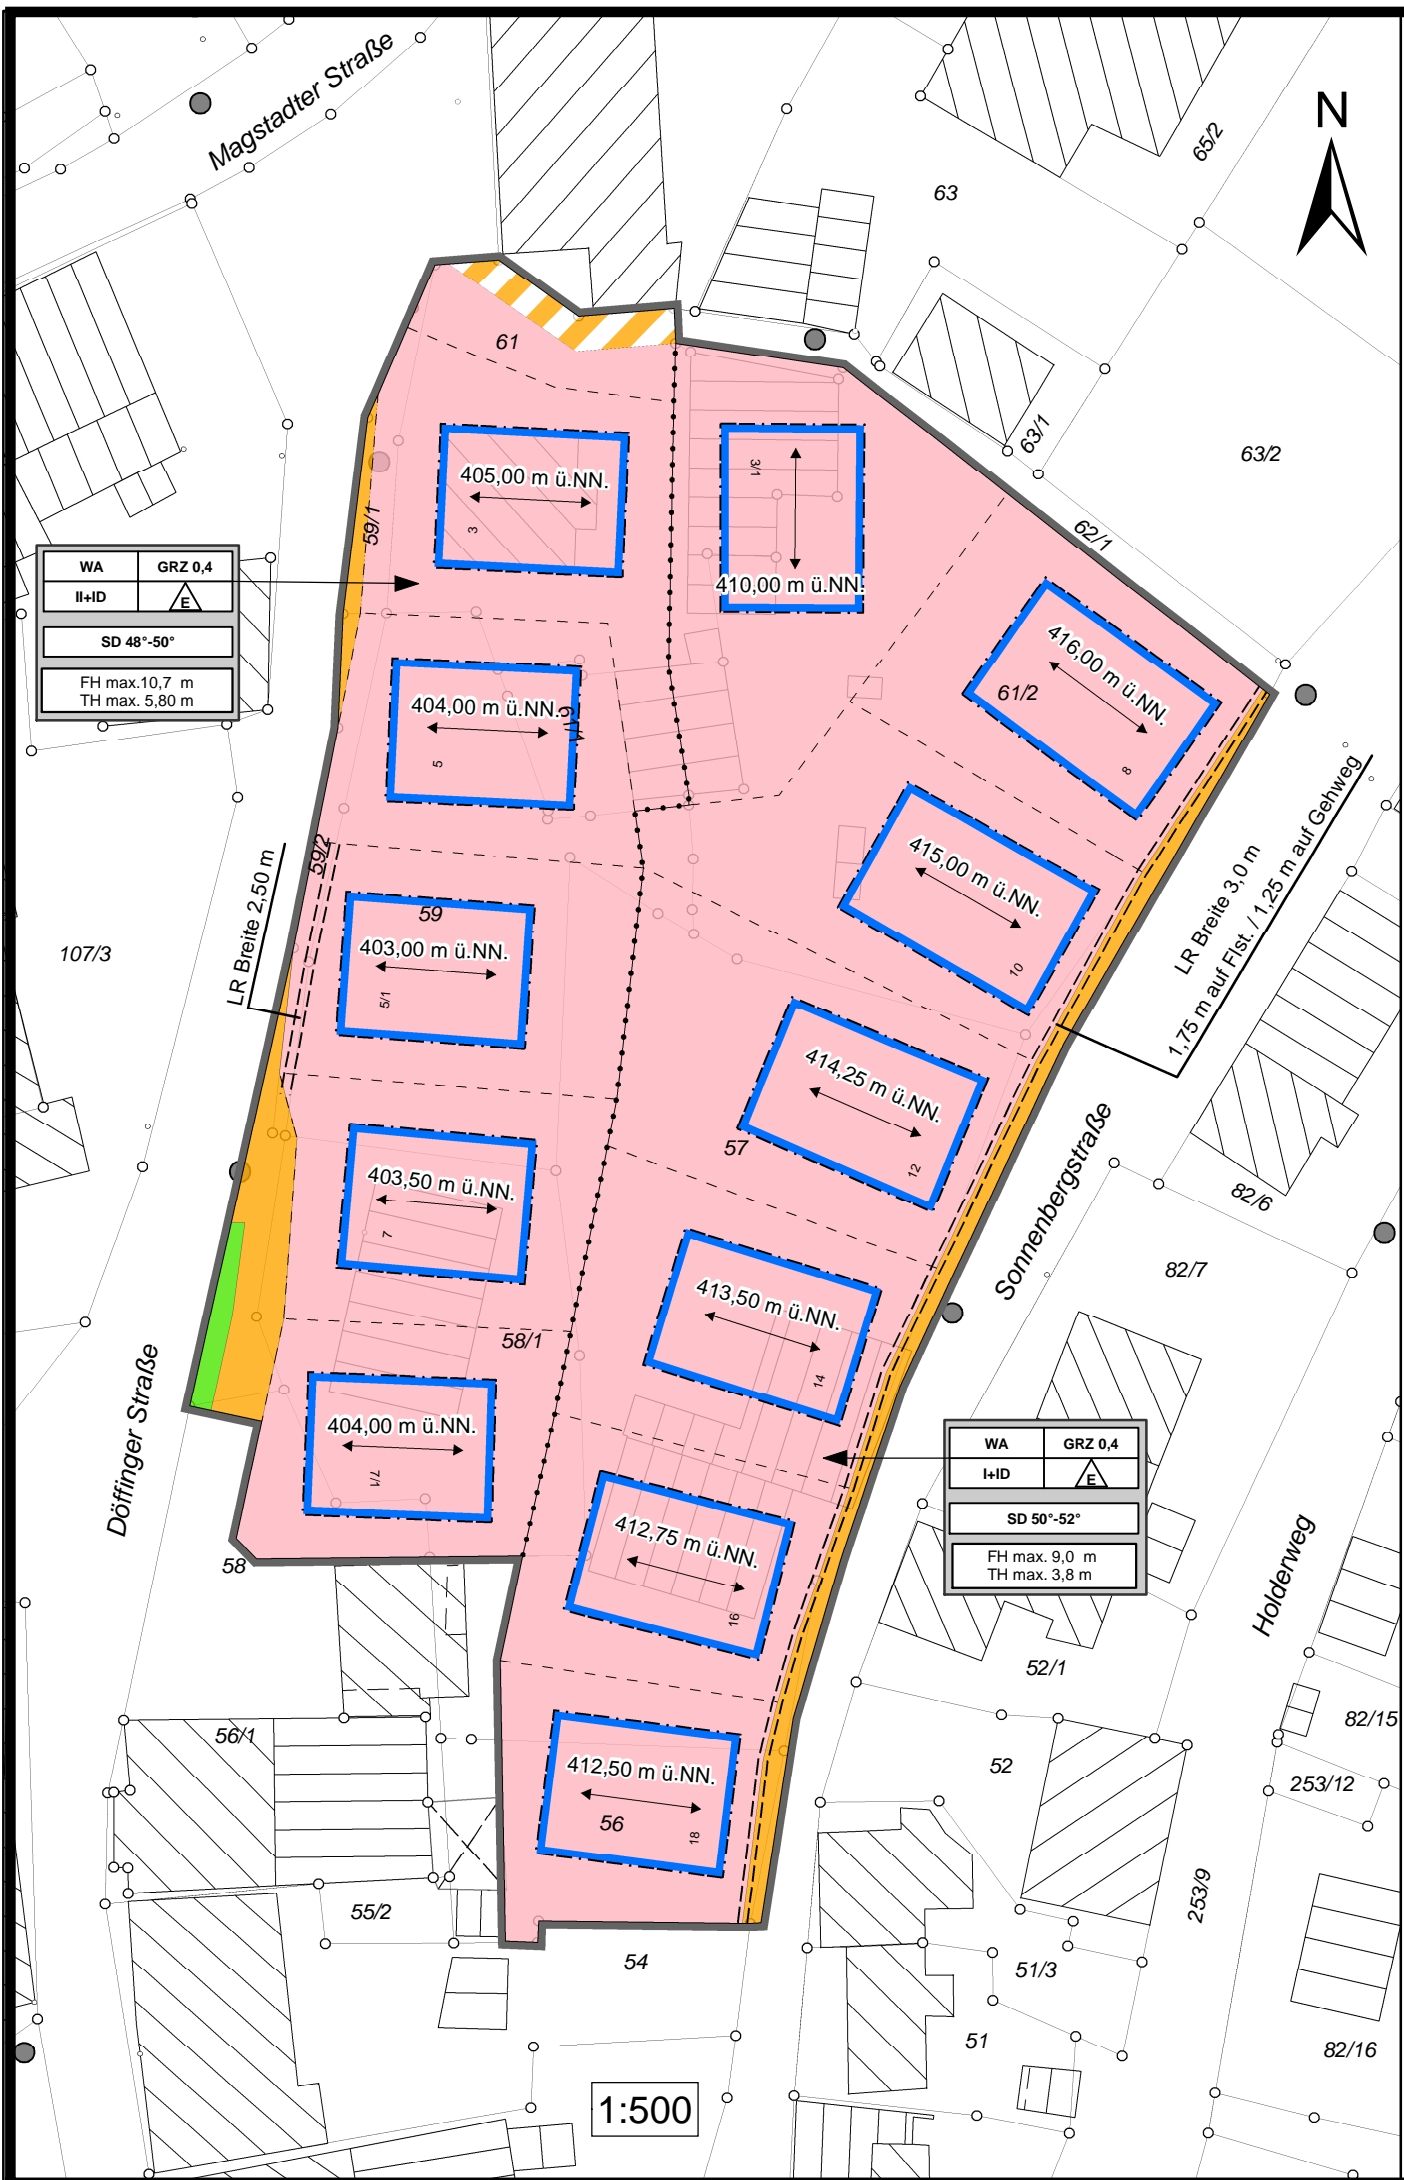 Magstadter Straße
N
65/2
63
61
63/1
63/2
62/1
405,00 m ü.NN.
3
3/1
410,00 m ü.NN.
59/1
WA
GRZ 0,4
II+ID
E
SD 48°-50°
FH max.10,7 m
TH max. 5,80 m
416,00 m ü.NN.
61/2
8
404,00 m ü.NN.
61/1
5
415,00 m ü.NN.
10
59/2
LR Breite 2,50 m
59
403,00 m ü.NN.
5/1
107/3
LR Breite 3,0 m
1,75 m auf Flst. / 1,25 m auf Gehweg
414,25 m ü.NN.
12
57
Sonnenbergstraße
82/6
82/7
403,50 m ü.NN.
7
413,50 m ü.NN.
14
58/1
Döffinger Straße
404,00 m ü.NN.
7/1
WA
GRZ 0,4
I+ID
E
SD 50°-52°
FH max. 9,0 m
TH max. 3,8 m
412,75 m ü.NN.
16
58
Holderweg
52/1
82/15
56/1
52
253/12
412,50 m ü.NN.
56
18
253/9
55/2
54
51/3
51
82/16
1:500